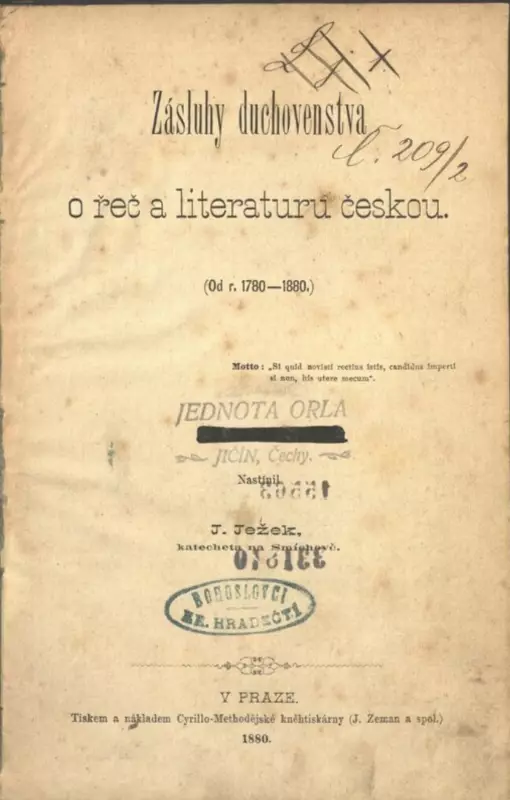 Zásluhy duchovenstva
č. 209/2
o řeč a literaturu českou.
(Od r. 1780—1880.)
Motto: „Si quid novisti rectius istis, candidus imperti
si non, his utere mecum“.
JEDNOTA ORLA
JIČÍN, Čechy.
Nastínil
J. Ježek,
katecheta na Smíchově.
BOHOSLOVCI
KR. HRADEČTÍ
V PRAZE.
Tiskem a nákladem Cyrillo-Methodějské kněhtiskárny (J. Zeman a spol.)
1880.